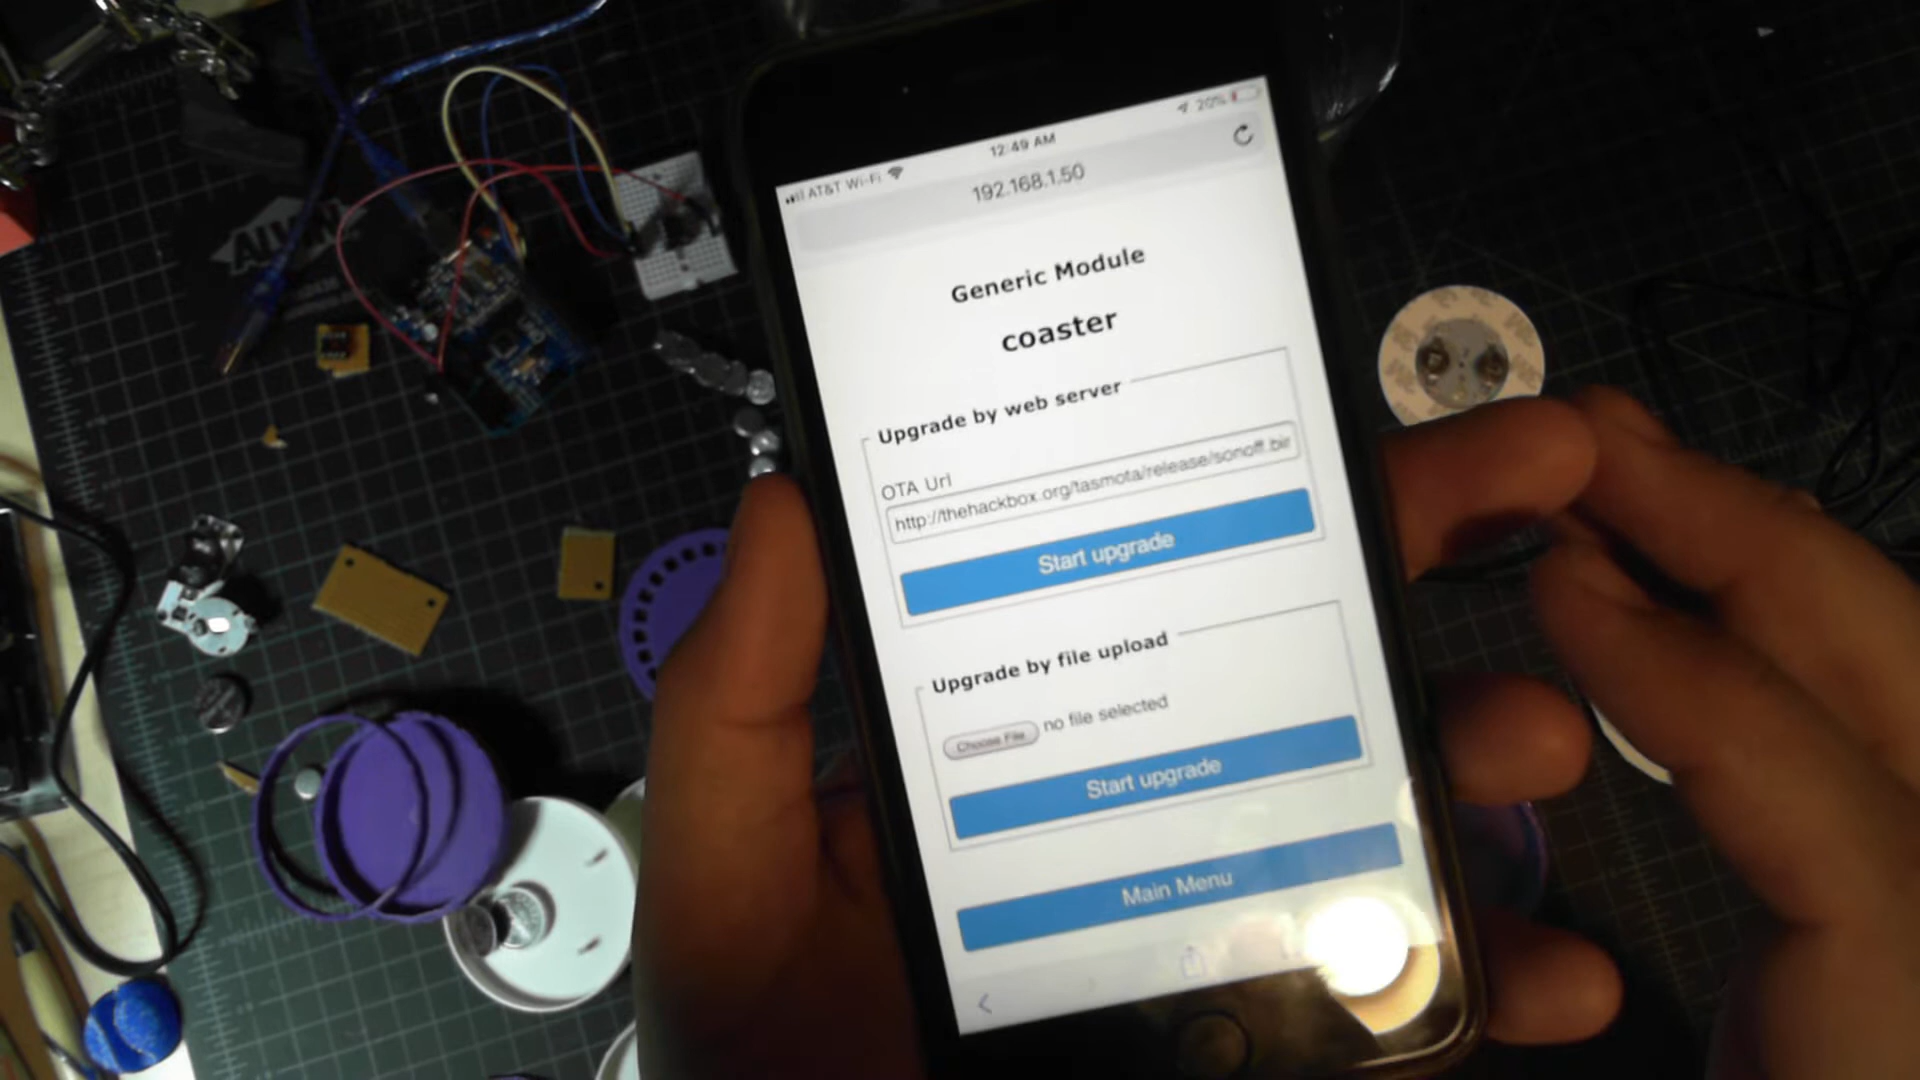 AT&T Wi-Fi 12:49 AM 20%
192.168.1.50
Generic Module
coaster
Upgrade by web server
OTA Url
http://thehackbox.org/tasmota/release/sonoff.bin
Start upgrade
Upgrade by file upload
Choose File no file selected
Start upgrade
Main Menu